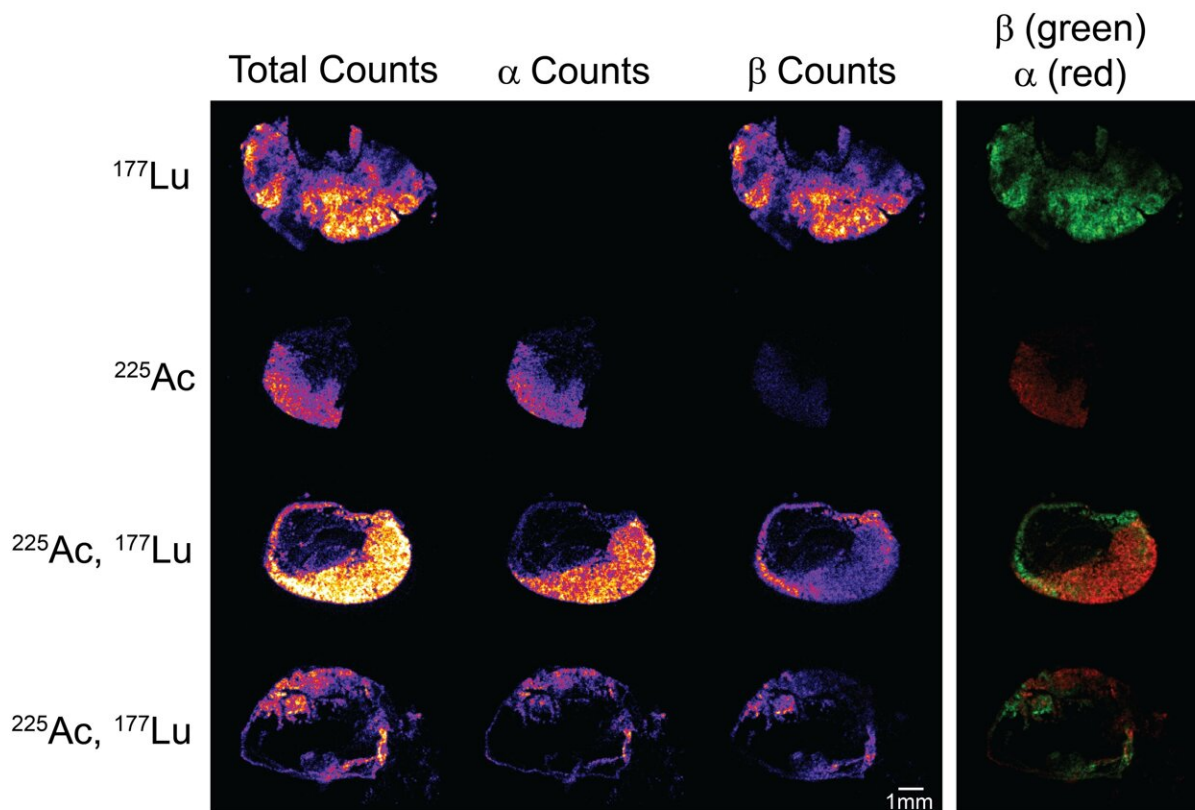 β (green)
Total Counts α Counts β Counts α (red)
¹⁷⁷Lu
²²⁵Ac
²²⁵Ac, ¹⁷⁷Lu
²²⁵Ac, ¹⁷⁷Lu
1mm